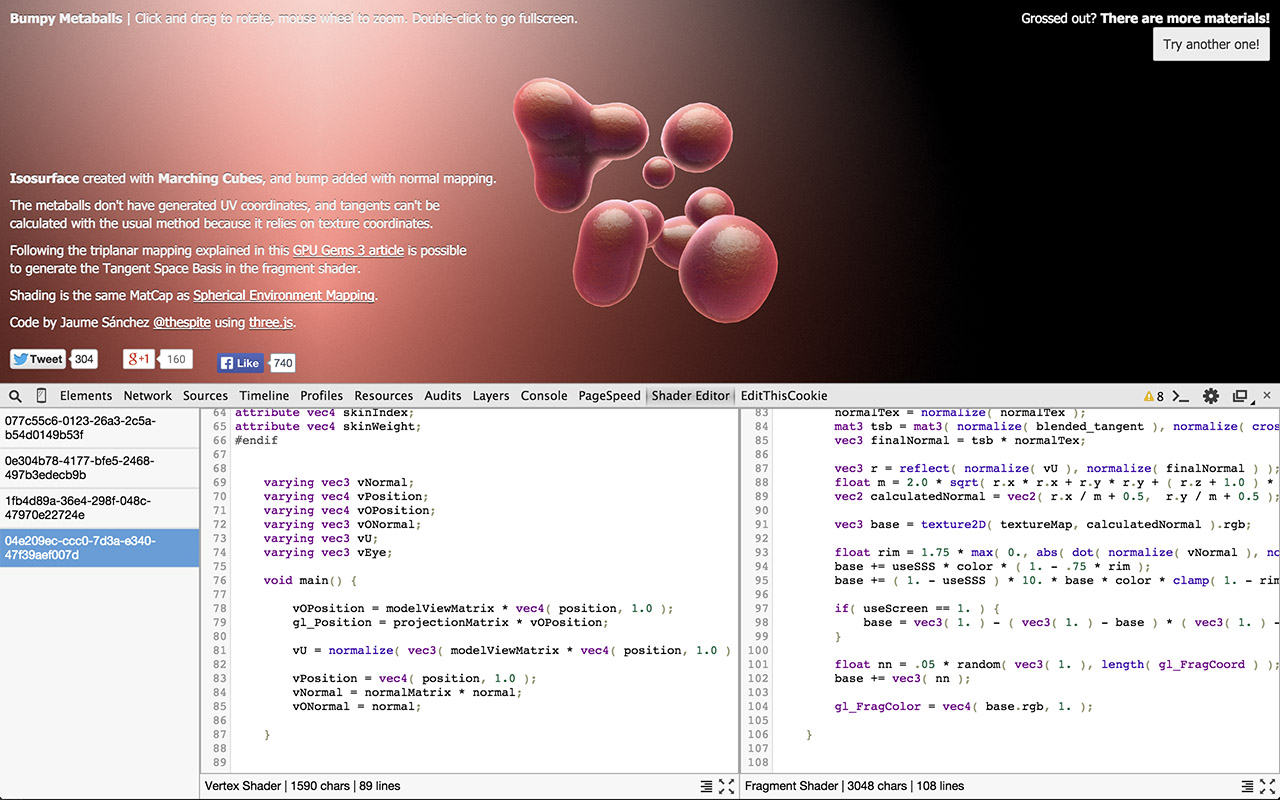 Bumpy Metaballs | Click and drag to rotate, mouse wheel to zoom. Double-click to go fullscreen.
Grossed out? There are more materials!
Try another one!
Isosurface created with Marching Cubes, and bump added with normal mapping.
The metaballs don't have generated UV coordinates, and tangents can't be
calculated with the usual method because it relies on texture coordinates.
Following the triplanar mapping explained in this GPU Gems 3 article is possible
to generate the Tangent Space Basis in the fragment shader.
Shading is the same MatCap as Spherical Environment Mapping.
Code by Jaume Sánchez @thespite using three.js.
Tweet 304 g+1 160 Like 740
Elements Network Sources Timeline Profiles Resources Audits Layers Console PageSpeed Shader Editor EditThisCookie 8
077c55c6-0123-26a3-2c5a-
b54d0149b53f
0e304b78-4177-bfe5-2468-
497b3edecb9b
1fb4d89a-36e4-298f-048c-
47970e22724e
04e209ec-ccc0-7d3a-e340-
47f39aef007d
64 attribute vec4 skinIndex;
65 attribute vec4 skinWeight;
66 #endif
67
68
69 varying vec3 vNormal;
70 varying vec4 vPosition;
71 varying vec4 vOPosition;
72 varying vec3 vONormal;
73 varying vec3 vU;
74 varying vec3 vEye;
75
76 void main() {
77
78 vOPosition = modelViewMatrix * vec4( position, 1.0 );
79 gl_Position = projectionMatrix * vOPosition;
80
81 vU = normalize( vec3( modelViewMatrix * vec4( position, 1.0 )
82
83 vPosition = vec4( position, 1.0 );
84 vNormal = normalMatrix * normal;
85 vONormal = normal;
86
87 }
88
89
Vertex Shader | 1590 chars | 89 lines
83 normalTex = normalize( normalTex );
84 mat3 tsb = mat3( normalize( blended_tangent ), normalize( cros
85 vec3 finalNormal = tsb * normalTex;
86
87 vec3 r = reflect( normalize( vU ), normalize( finalNormal ) );
88 float m = 2.0 * sqrt( r.x * r.x + r.y * r.y + ( r.z + 1.0 ) *
89 vec2 calculatedNormal = vec2( r.x / m + 0.5, r.y / m + 0.5 );
90
91 vec3 base = texture2D( textureMap, calculatedNormal ).rgb;
92
93 float rim = 1.75 * max( 0., abs( dot( normalize( vNormal ), no
94 base += useSSS * color * ( 1. - .75 * rim );
95 base += ( 1. - useSSS ) * 10. * base * color * clamp( 1. - rim
96
97 if( useScreen == 1. ) {
98 base = vec3( 1. ) - ( vec3( 1. ) - base ) * ( vec3( 1. ) -
99 }
100
101 float nn = .05 * random( vec3( 1. ), length( gl_FragCoord ) );
102 base += vec3( nn );
103
104 gl_FragColor = vec4( base.rgb, 1. );
105
106 }
107
108
Fragment Shader | 3048 chars | 108 lines